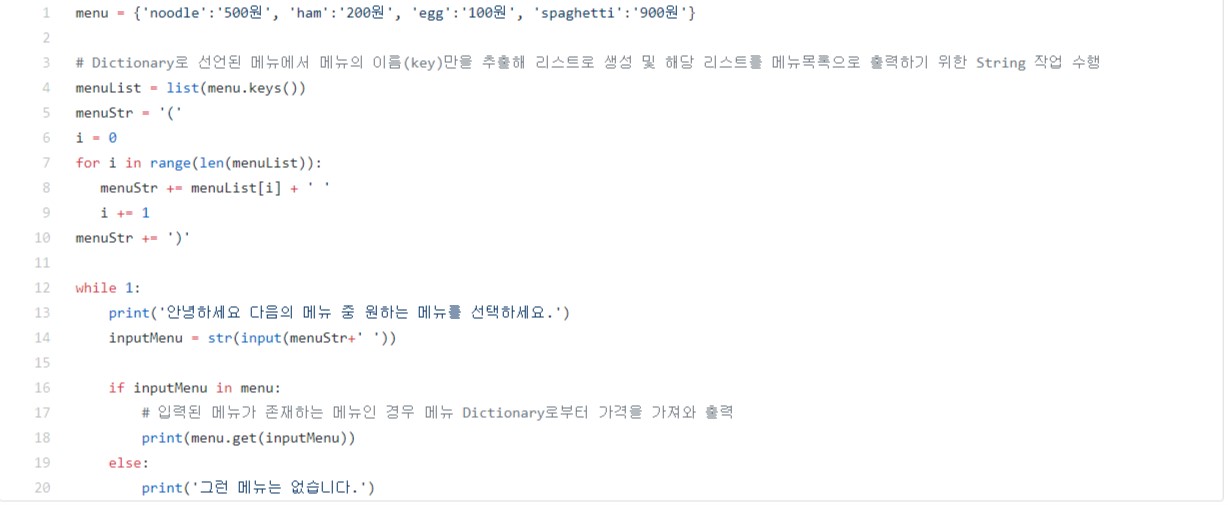 1 menu = {'noodle':'500원', 'ham':'200원', 'egg':'100원', 'spaghetti':'900원'}
2
3 # Dictionary로 선언된 메뉴에서 메뉴의 이름(key)만을 추출해 리스트로 생성 및 해당 리스트를 메뉴목록으로 출력하기 위한 String 작업 수행
4 menuList = list(menu.keys())
5 menuStr = '('
6 i = 0
7 for i in range(len(menuList)):
8    menuStr += menuList[i] + ' '
9    i += 1
10 menuStr += ')'
11
12 while 1:
13     print('안녕하세요 다음의 메뉴 중 원하는 메뉴를 선택하세요.')
14     inputMenu = str(input(menuStr+' '))
15
16     if inputMenu in menu:
17         # 입력된 메뉴가 존재하는 메뉴인 경우 메뉴 Dictionary로부터 가격을 가져와 출력
18         print(menu.get(inputMenu))
19     else:
20         print('그런 메뉴는 없습니다.')